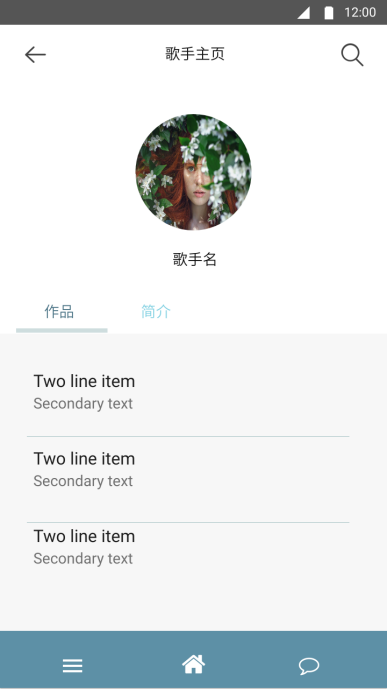 12:00
歌手主页
歌手名
作品
简介
Two line item
Secondary text
Two line item
Secondary text
Two line item
Secondary text